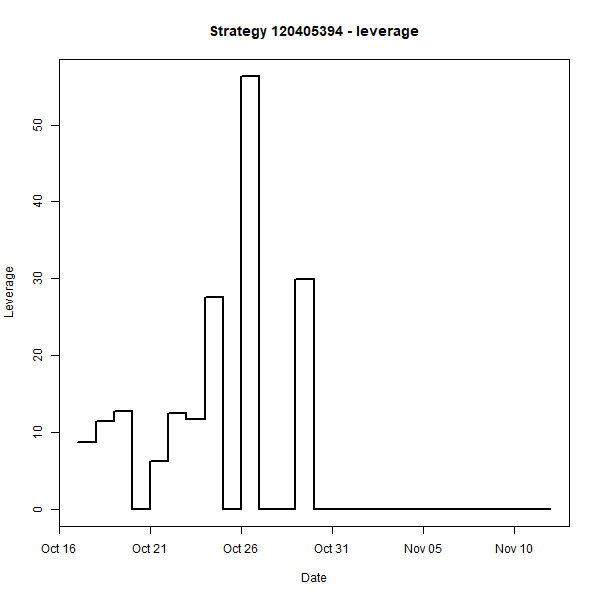 Strategy 120405394 - leverage
50
40
30
20
10
0
Leverage
Oct 16
Oct 21
Oct 26
Oct 31
Nov 05
Nov 10
Date